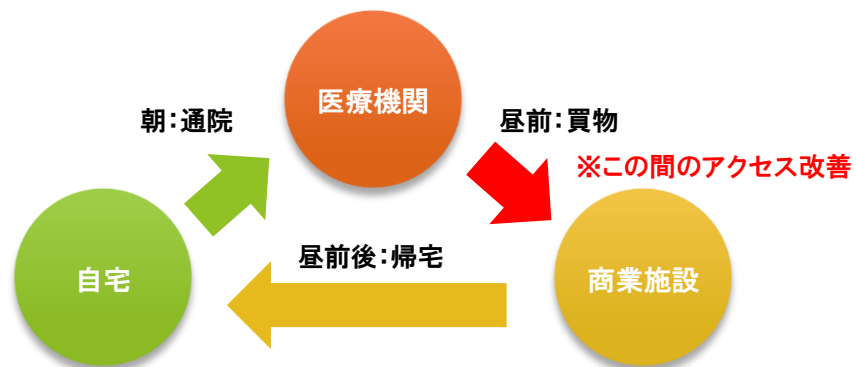 医療機関
朝：通院
昼前：買物
※この間のアクセス改善
自宅
昼前後：帰宅
商業施設